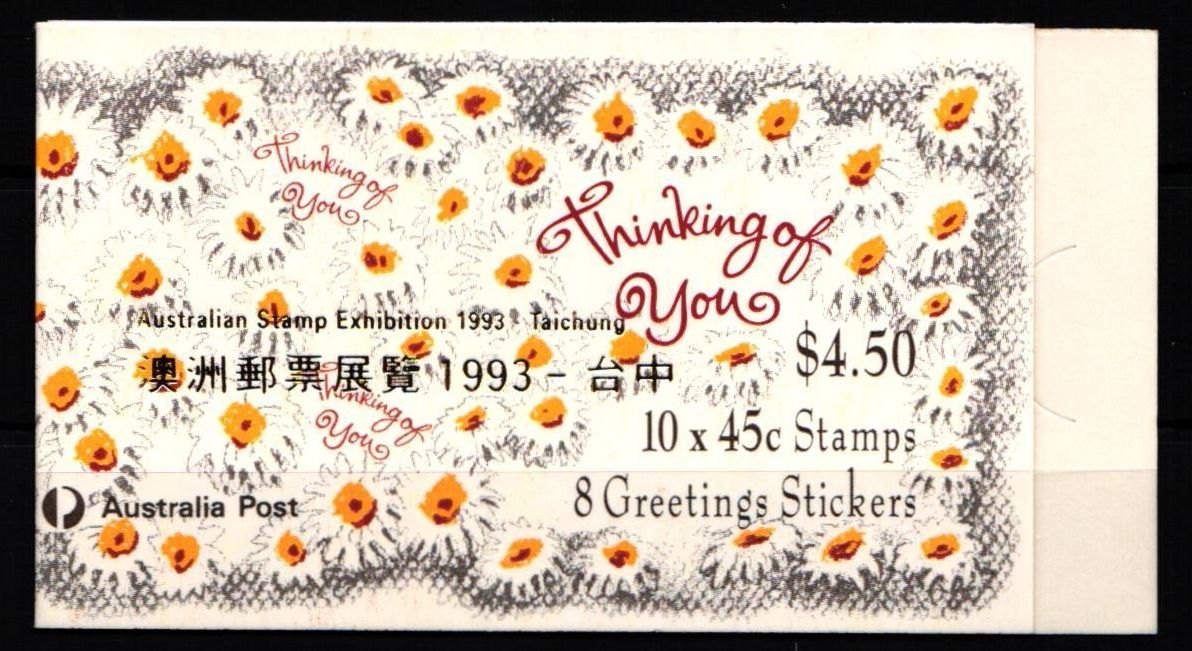 Thinking of
You
Thinking of
You
Australian Stamp Exhibition 1993 - Taichung
澳洲郵票展覽 1993 - 台中
$4.50
Thinking of
You
10 x 45c Stamps
8 Greetings Stickers
Australia Post